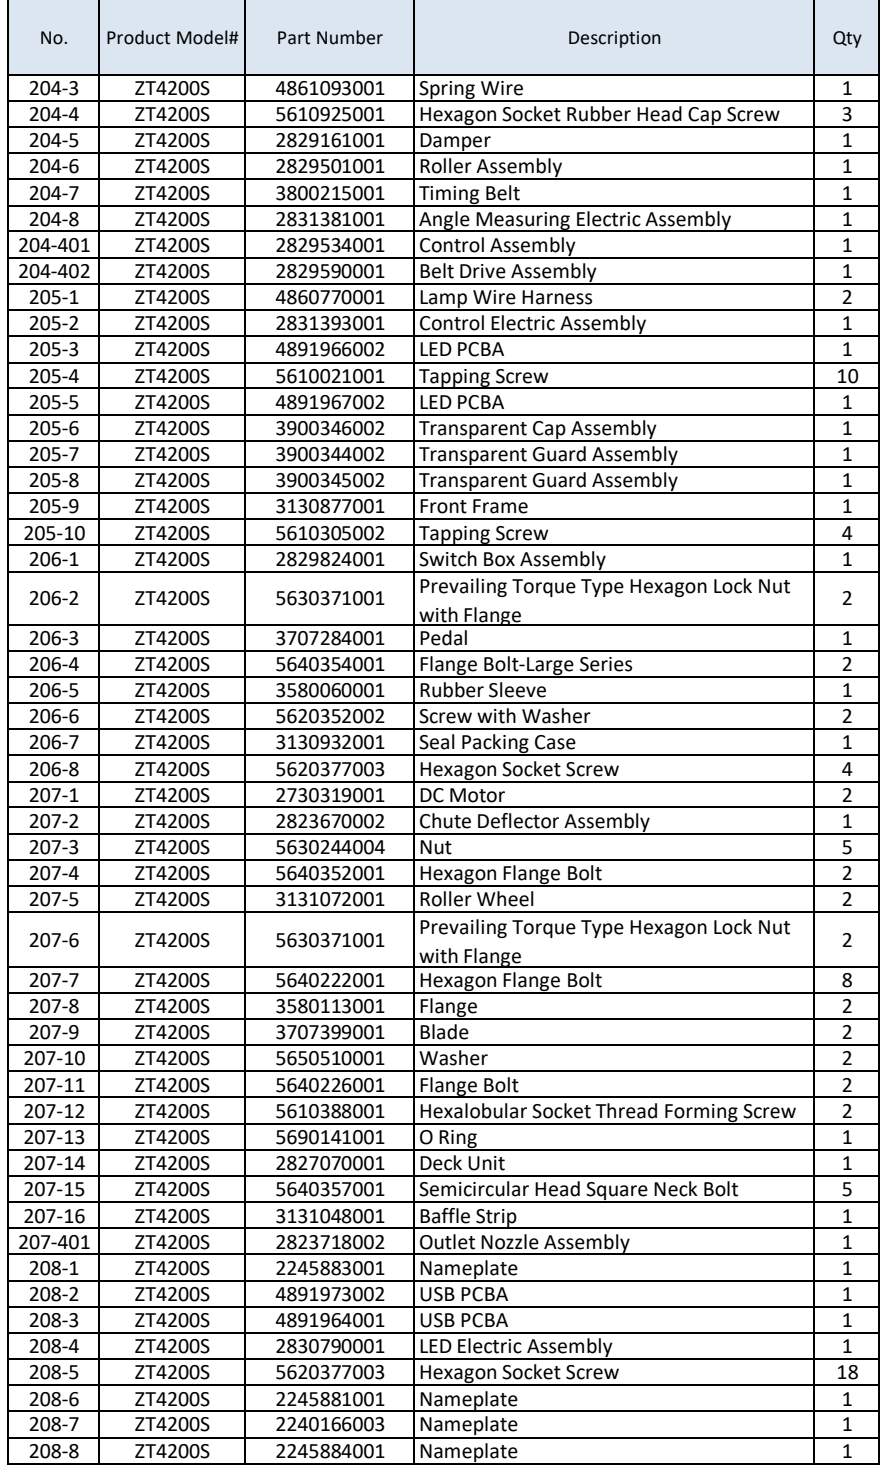 No. Product Model# Part Number Description Qty
204-3 ZT4200S 4861093001 Spring Wire 1
204-4 ZT4200S 5610925001 Hexagon Socket Rubber Head Cap Screw 3
204-5 ZT4200S 2829161001 Damper 1
204-6 ZT4200S 2829501001 Roller Assembly 1
204-7 ZT4200S 3800215001 Timing Belt 1
204-8 ZT4200S 2831381001 Angle Measuring Electric Assembly 1
204-401 ZT4200S 2829534001 Control Assembly 1
204-402 ZT4200S 2829590001 Belt Drive Assembly 1
205-1 ZT4200S 4860770001 Lamp Wire Harness 2
205-2 ZT4200S 2831393001 Control Electric Assembly 1
205-3 ZT4200S 4891966002 LED PCBA 1
205-4 ZT4200S 5610021001 Tapping Screw 10
205-5 ZT4200S 4891967002 LED PCBA 1
205-6 ZT4200S 3900346002 Transparent Cap Assembly 1
205-7 ZT4200S 3900344002 Transparent Guard Assembly 1
205-8 ZT4200S 3900345002 Transparent Guard Assembly 1
205-9 ZT4200S 3130877001 Front Frame 1
205-10 ZT4200S 5610305002 Tapping Screw 4
206-1 ZT4200S 2829824001 Switch Box Assembly 1
206-2 ZT4200S 5630371001 Prevailing Torque Type Hexagon Lock Nut 2
with Flange
206-3 ZT4200S 3707284001 Pedal 1
206-4 ZT4200S 5640354001 Flange Bolt-Large Series 2
206-5 ZT4200S 3580060001 Rubber Sleeve 1
206-6 ZT4200S 5620352002 Screw with Washer 2
206-7 ZT4200S 3130932001 Seal Packing Case 1
206-8 ZT4200S 5620377003 Hexagon Socket Screw 4
207-1 ZT4200S 2730319001 DC Motor 2
207-2 ZT4200S 2823670002 Chute Deflector Assembly 1
207-3 ZT4200S 5630244004 Nut 5
207-4 ZT4200S 5640352001 Hexagon Flange Bolt 2
207-5 ZT4200S 3131072001 Roller Wheel 2
207-6 ZT4200S 5630371001 Prevailing Torque Type Hexagon Lock Nut 2
with Flange
207-7 ZT4200S 5640222001 Hexagon Flange Bolt 8
207-8 ZT4200S 3580113001 Flange 2
207-9 ZT4200S 3707399001 Blade 2
207-10 ZT4200S 5650510001 Washer 2
207-11 ZT4200S 5640226001 Flange Bolt 2
207-12 ZT4200S 5610388001 Hexalobular Socket Thread Forming Screw 2
207-13 ZT4200S 5690141001 O Ring 1
207-14 ZT4200S 2827070001 Deck Unit 1
207-15 ZT4200S 5640357001 Semicircular Head Square Neck Bolt 5
207-16 ZT4200S 3131048001 Baffle Strip 1
207-401 ZT4200S 2823718002 Outlet Nozzle Assembly 1
208-1 ZT4200S 2245883001 Nameplate 1
208-2 ZT4200S 4891973002 USB PCBA 1
208-3 ZT4200S 4891964001 USB PCBA 1
208-4 ZT4200S 2830790001 LED Electric Assembly 1
208-5 ZT4200S 5620377003 Hexagon Socket Screw 18
208-6 ZT4200S 2245881001 Nameplate 1
208-7 ZT4200S 2240166003 Nameplate 1
208-8 ZT4200S 2245884001 Nameplate 1